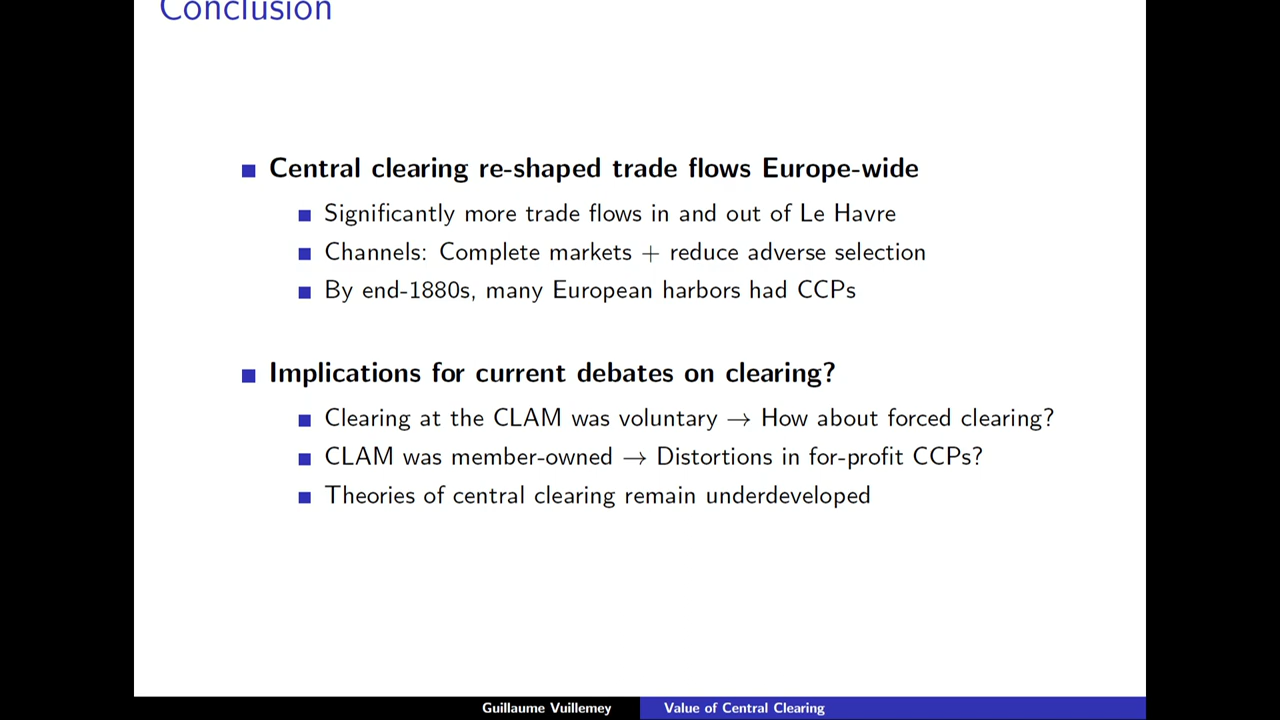 Conclusion
Central clearing re-shaped trade flows Europe-wide
Significantly more trade flows in and out of Le Havre
Channels: Complete markets + reduce adverse selection
By end-1880s, many European harbors had CCPs
Implications for current debates on clearing?
Clearing at the CLAM was voluntary → How about forced clearing?
CLAM was member-owned → Distortions in for-profit CCPs?
Theories of central clearing remain underdeveloped
Guillaume Vuillemey Value of Central Clearing